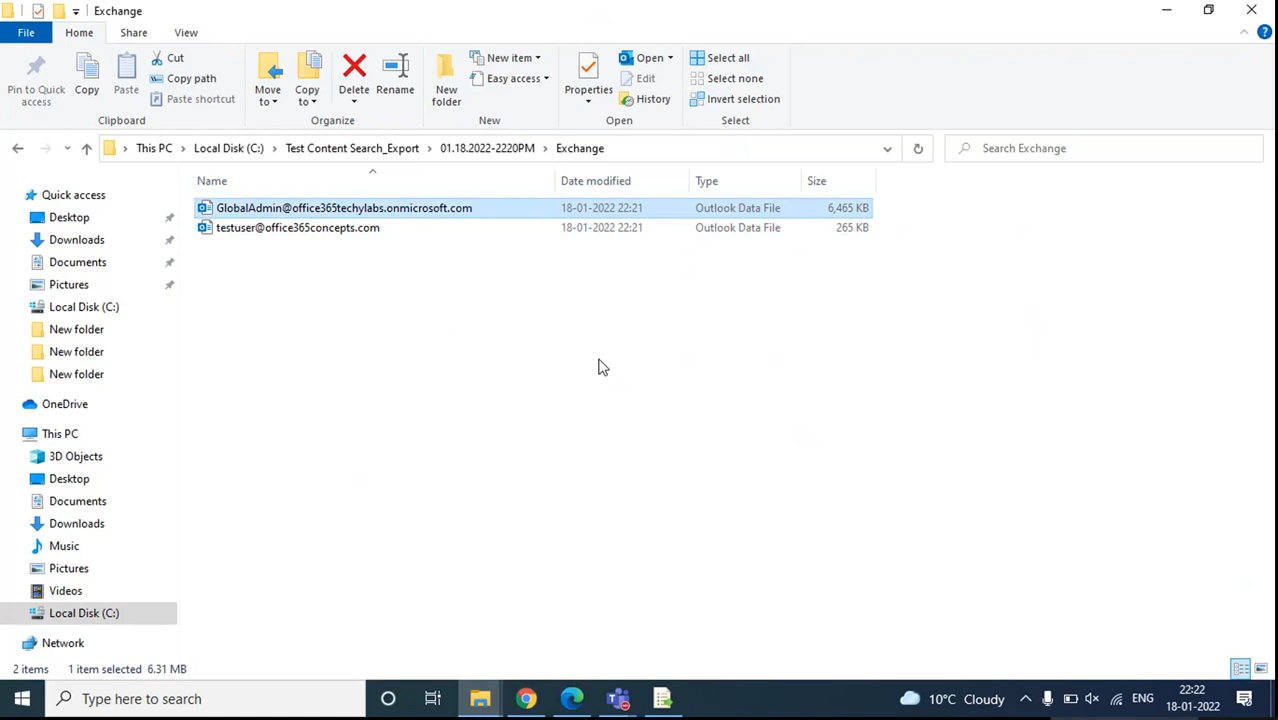 Exchange
File Home Share View
Pin to Quick access
Copy
Paste
Cut
Copy path
Paste shortcut
Clipboard
Move to
Copy to
Delete
Rename
Organize
New folder
New item
Easy access
New
Properties
Open
Edit
History
Open
Select all
Select none
Invert selection
Select
This PC Local Disk (C:) Test Content Search_Export 01.18.2022-2220PM Exchange
Search Exchange
Name Date modified Type Size
GlobalAdmin@office365techylabs.onmicrosoft.com 18-01-2022 22:21 Outlook Data File 6,465 KB
testuser@office365concepts.com 18-01-2022 22:21 Outlook Data File 265 KB
Quick access
Desktop
Downloads
Documents
Pictures
Local Disk (C:)
New folder
New folder
New folder
OneDrive
This PC
3D Objects
Desktop
Documents
Downloads
Music
Pictures
Videos
Local Disk (C:)
Network
2 items 1 item selected 6.31 MB
Type here to search
10°C Cloudy
ENG
22:22
18-01-2022